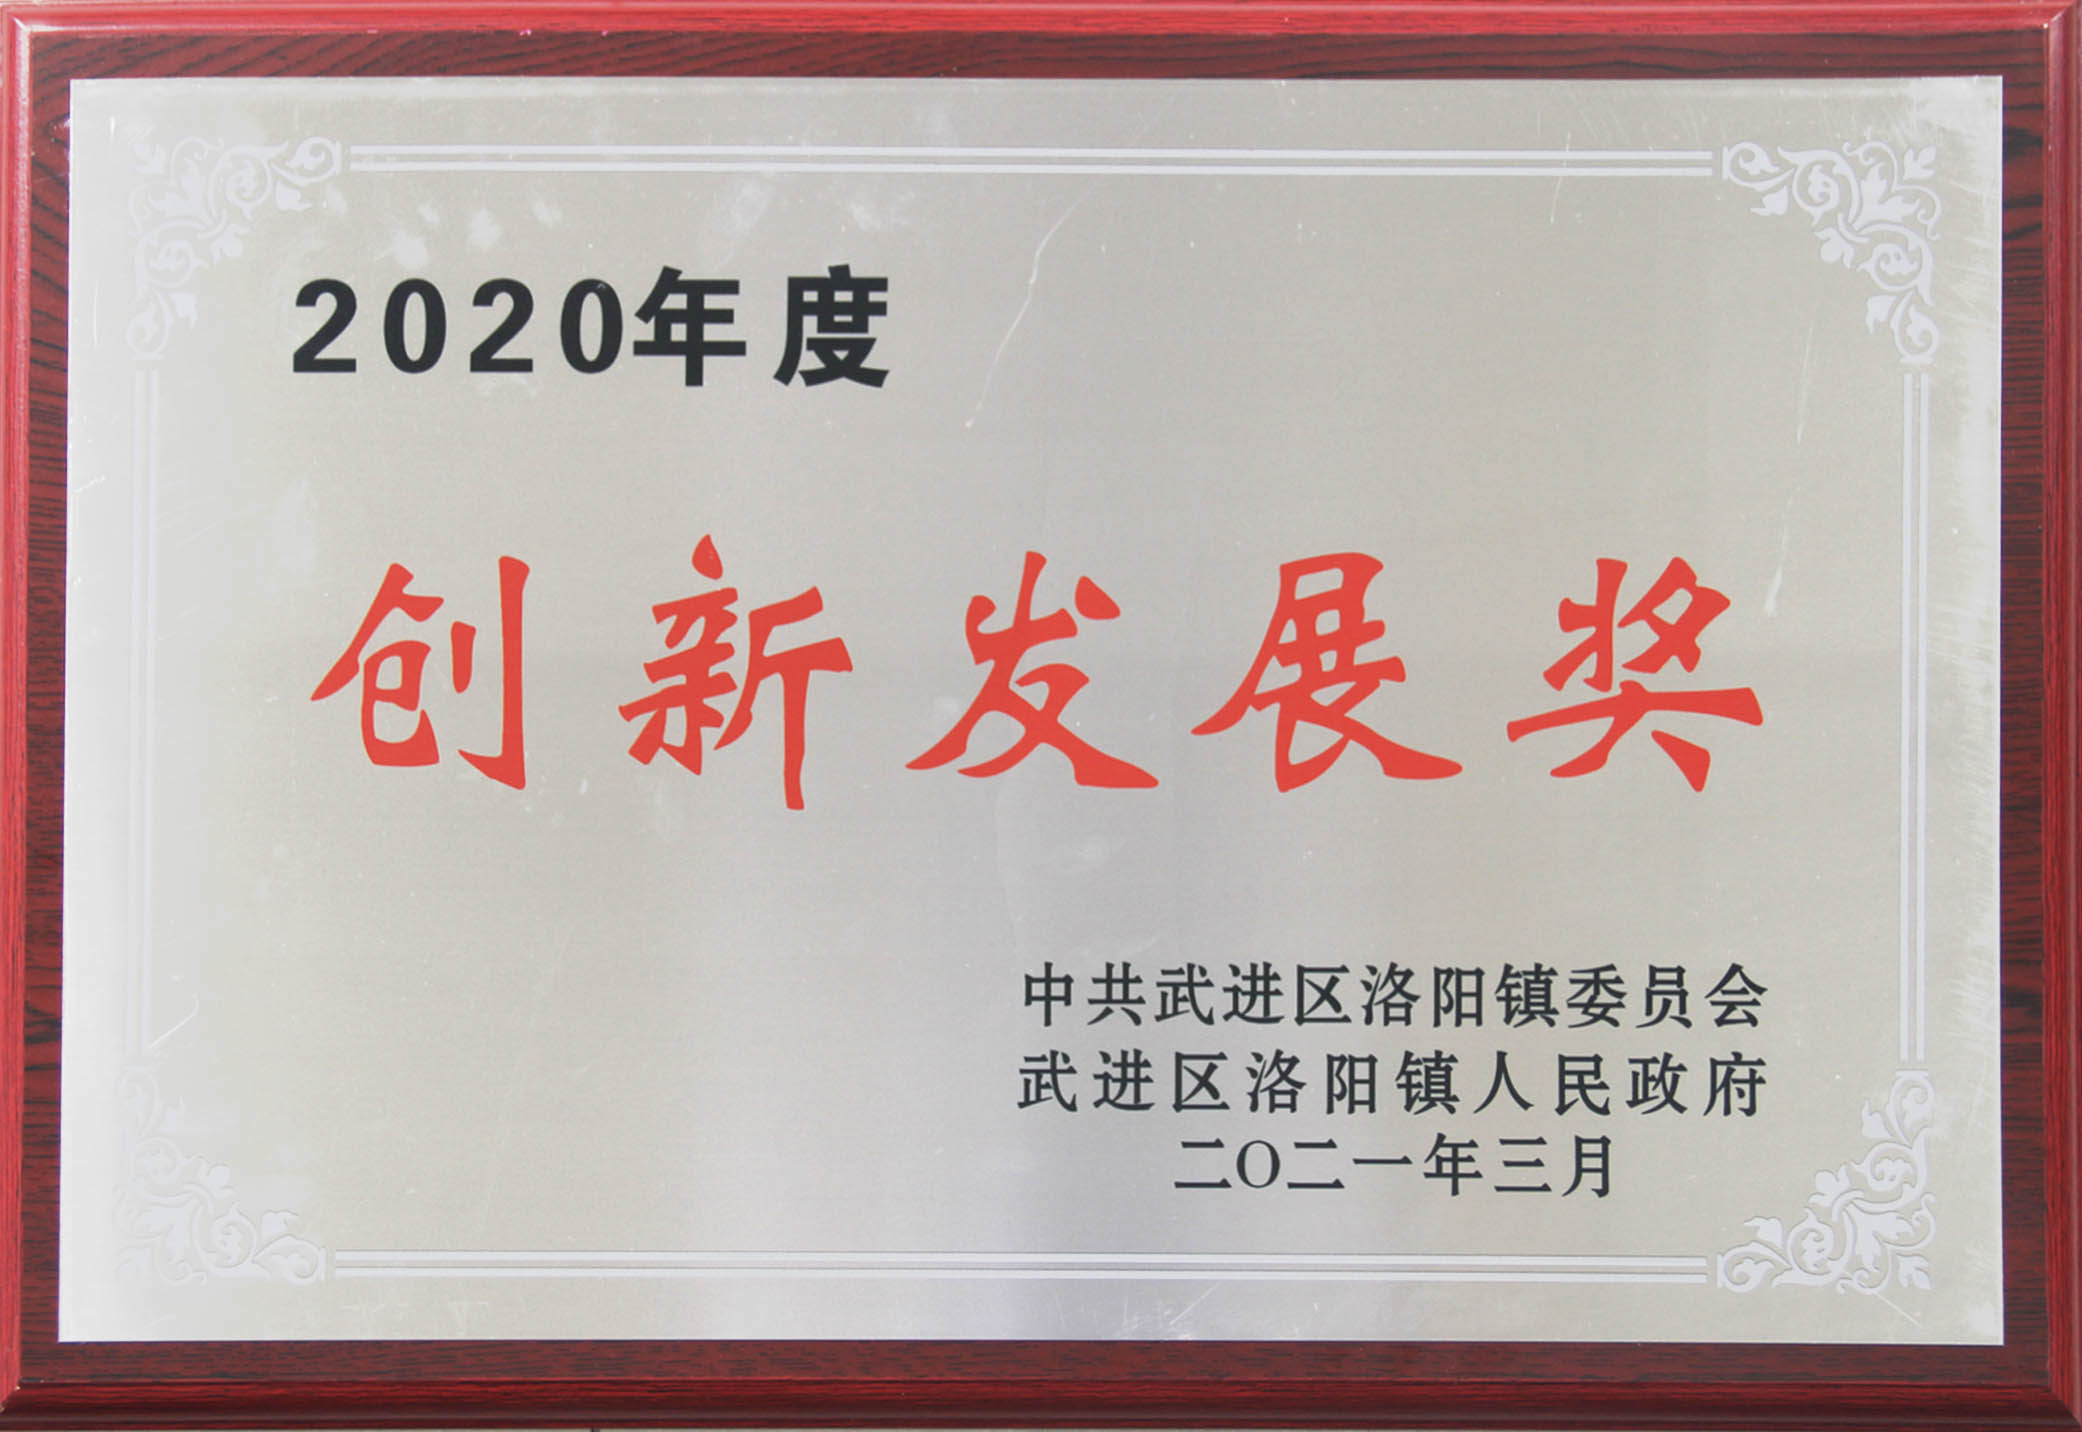 2020年度
创新发展奖
中共武进区洛阳镇委员会
武进区洛阳镇人民政府
二〇二一年三月